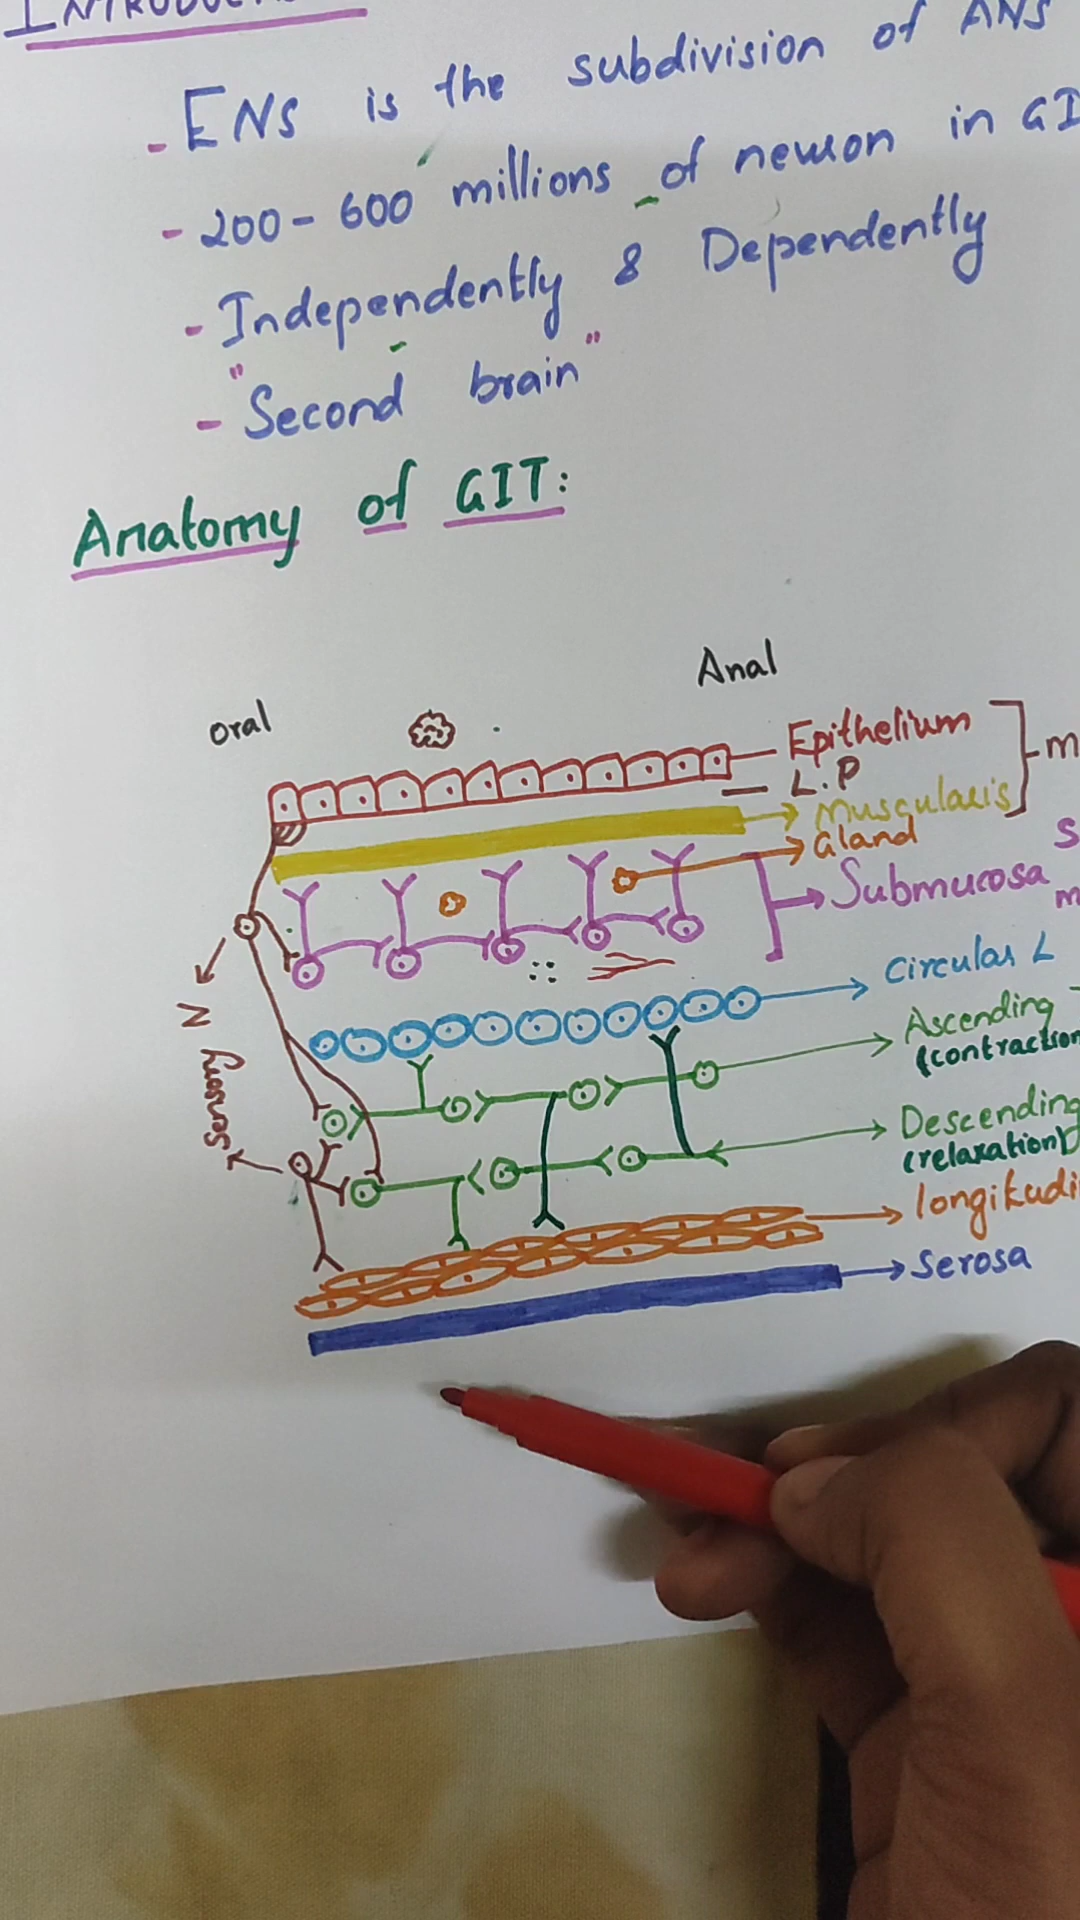 - ENS is the subdivision of ANS
- 200-600 millions of neuron in GI
- Independently & Dependently
- "Second brain"
Anatomy of GIT:
oral
Anal
Epithelium
L.P
Muscularis
Gland
Submucosa
Circular L
Ascending
(contraction
Descending
(relaxation)
longitudi
Serosa
Sensory N